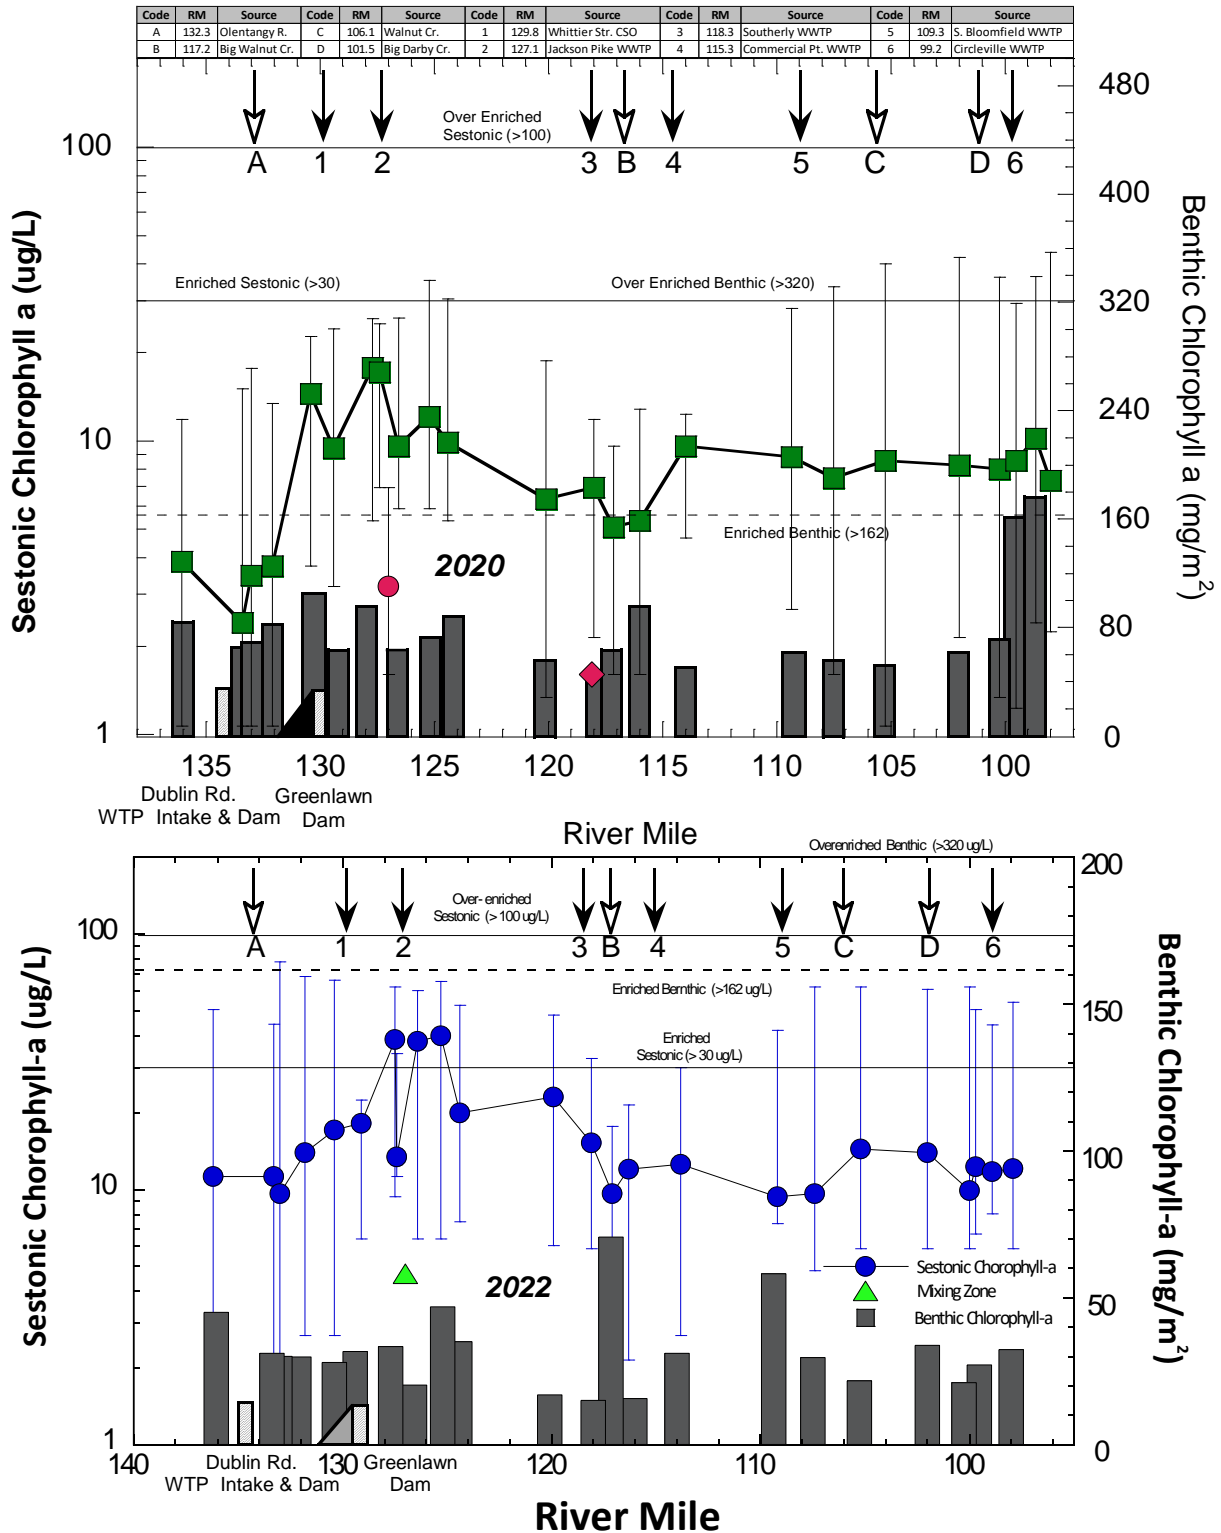 Code RM Source Code RM Source Code RM Source Code RM Source Code RM Source
A 132.3 Olentangy R. C 106.1 Walnut Cr. 1 129.8 Whittier Str. CSO 3 118.3 Southerly WWTP 5 109.3 S. Bloomfield WWTP
B 117.2 Big Walnut Cr. D 101.5 Big Darby Cr. 2 127.1 Jackson Pike WWTP 4 115.3 Commercial Pt. WWTP 6 99.2 Circleville WWTP
Over Enriched
Sestonic (>100)
A 1 2 3 B 4 5 C D 6
Enriched Sestonic (>30)
Over Enriched Benthic (>320)
Enriched Benthic (>162)
2020
Sestonic Chlorophyll a (ug/L)
100
10
1
Benthic Chlorophyll a (mg/m2)
480
400
320
240
160
80
0
135 130 125 120 115 110 105 100
Dublin Rd.
WTP Intake & Dam
Greenlawn
Dam
River Mile
Overenriched Benthic (>320 ug/L)
Over- enriched
Sestonic (> 100 ug/L)
A 1 2 3 B 4 5 C D 6
Enriched Bernthic (>162 ug/L)
Enriched
Sestonic (> 30 ug/L)
2022
Sestonic Chorophyll-a
Mixing Zone
Benthic Chlorophyll-a
Sestonic Chorophyll-a (ug/L)
100
10
1
Benthic Chlorophyll-a (mg/m2)
200
150
100
50
0
140 130 120 110 100
Dublin Rd.
WTP Intake & Dam
Greenlawn
Dam
River Mile